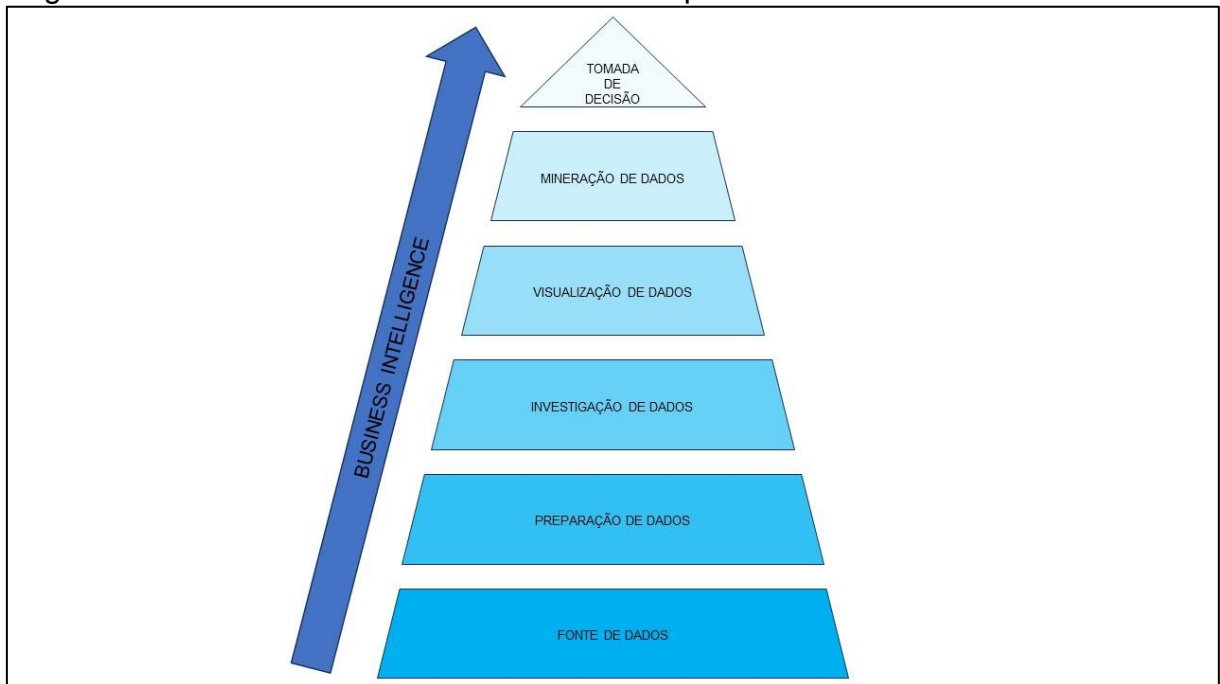 TOMADA
DE
DECISÃO
MINERAÇÃO DE DADOS
VISUALIZAÇÃO DE DADOS
INVESTIGAÇÃO DE DADOS
PREPARAÇÃO DE DADOS
FONTE DE DADOS
BUSINESS INTELLIGENCE